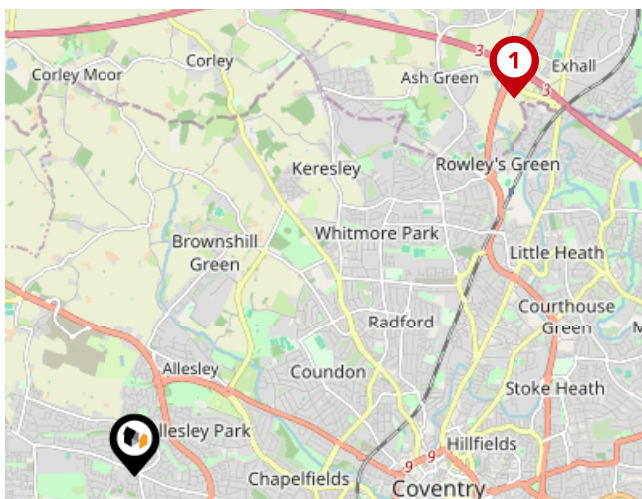 Corley
Corley Moor
3
1
Exhall
Ash Green
3
Keresley
Rowley's Green
Whitmore Park
Brownshill
Green
Little Heath
Courthouse
Green
Radford
Allesley
Coundon
Stoke Heath
llesley Park
Hillfields
9
9
Chapelfields
Coventry